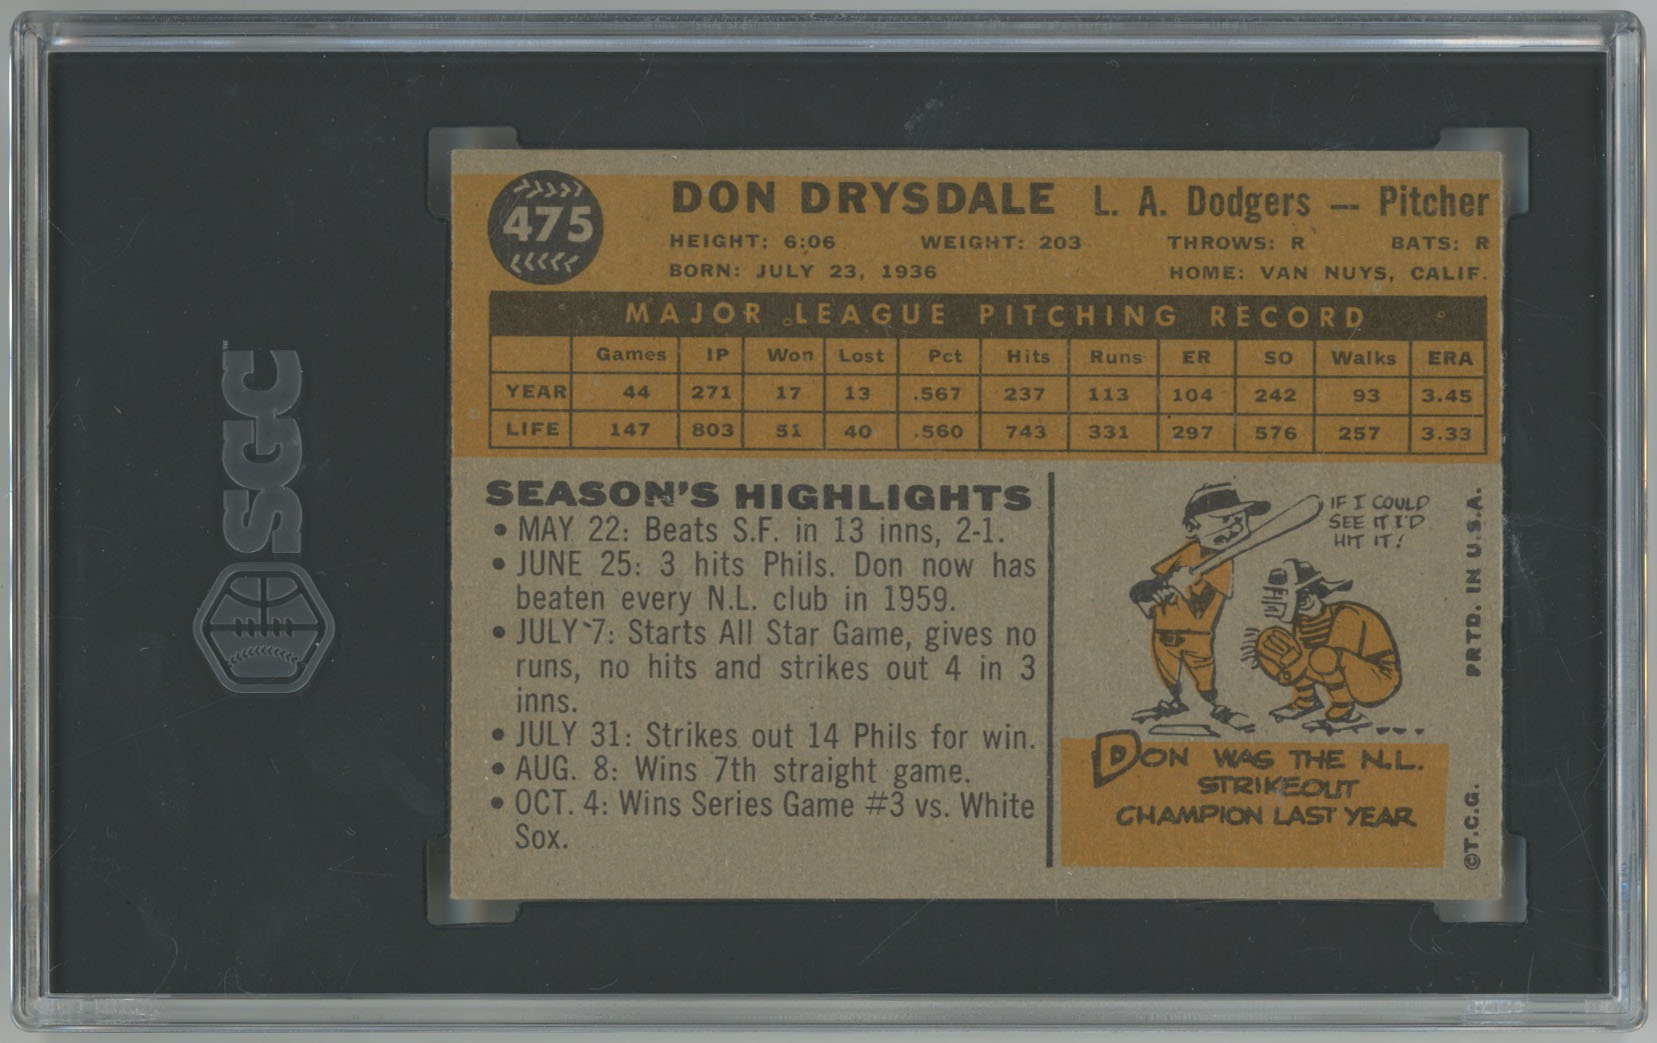 475
DON DRYSDALE L. A. Dodgers — Pitcher
HEIGHT: 6:06 WEIGHT: 203 THROWS: R BATS: R
BORN: JULY 23, 1936 HOME: VAN NUYS, CALIF.
MAJOR LEAGUE PITCHING RECORD
Games IP Won Lost Pct Hits Runs ER SO Walks ERA
YEAR 44 271 17 13 .567 237 113 104 242 93 3.45
LIFE 147 803 51 40 .560 743 331 297 576 257 3.33
SEASON'S HIGHLIGHTS
• MAY 22: Beats S.F. in 13 inns, 2-1.
• JUNE 25: 3 hits Phils. Don now has
beaten every N.L. club in 1959.
• JULY 7: Starts All Star Game, gives no
runs, no hits and strikes out 4 in 3
inns.
• JULY 31: Strikes out 14 Phils for win.
• AUG. 8: Wins 7th straight game.
• OCT. 4: Wins Series Game #3 vs. White
Sox.
IF I COULD
SEE IT I'D
HIT IT!
DON WAS THE N.L.
STRIKEOUT
CHAMPION LAST YEAR
©T.C.G. PRTD. IN U.S.A.
SGC